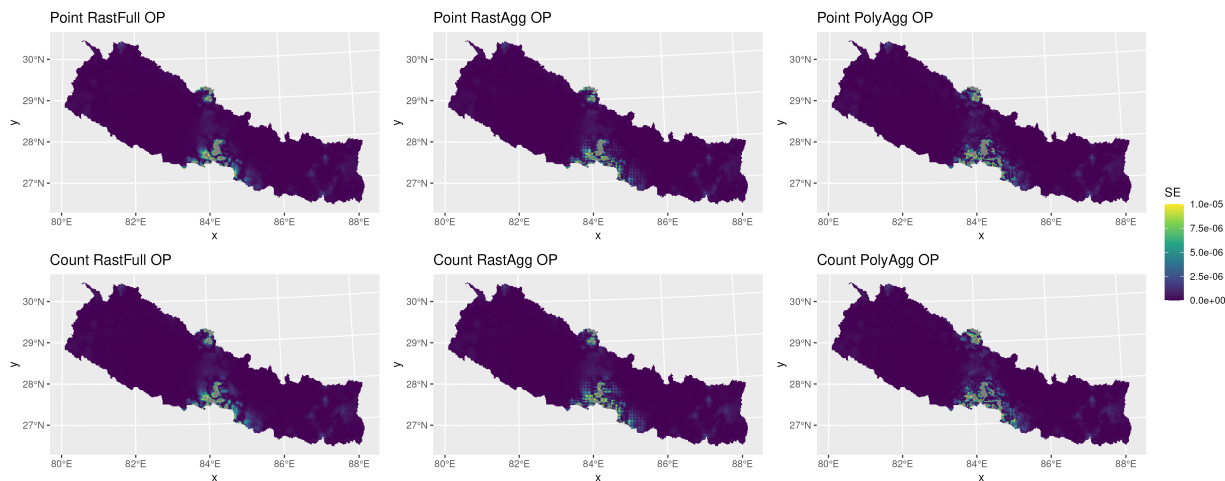 Point RastFull OP
Point RastAgg OP
Point PolyAgg OP
30°N
29°N
28°N
27°N
y
80°E 82°E 84°E 86°E 88°E
x
30°N
29°N
28°N
27°N
y
80°E 82°E 84°E 86°E 88°E
x
30°N
29°N
28°N
27°N
y
80°E 82°E 84°E 86°E 88°E
x
SE
1.0e-05
7.5e-06
5.0e-06
2.5e-06
0.0e+00
Count RastFull OP
Count RastAgg OP
Count PolyAgg OP
30°N
29°N
28°N
27°N
y
80°E 82°E 84°E 86°E 88°E
x
30°N
29°N
28°N
27°N
y
80°E 82°E 84°E 86°E 88°E
x
30°N
29°N
28°N
27°N
y
80°E 82°E 84°E 86°E 88°E
x